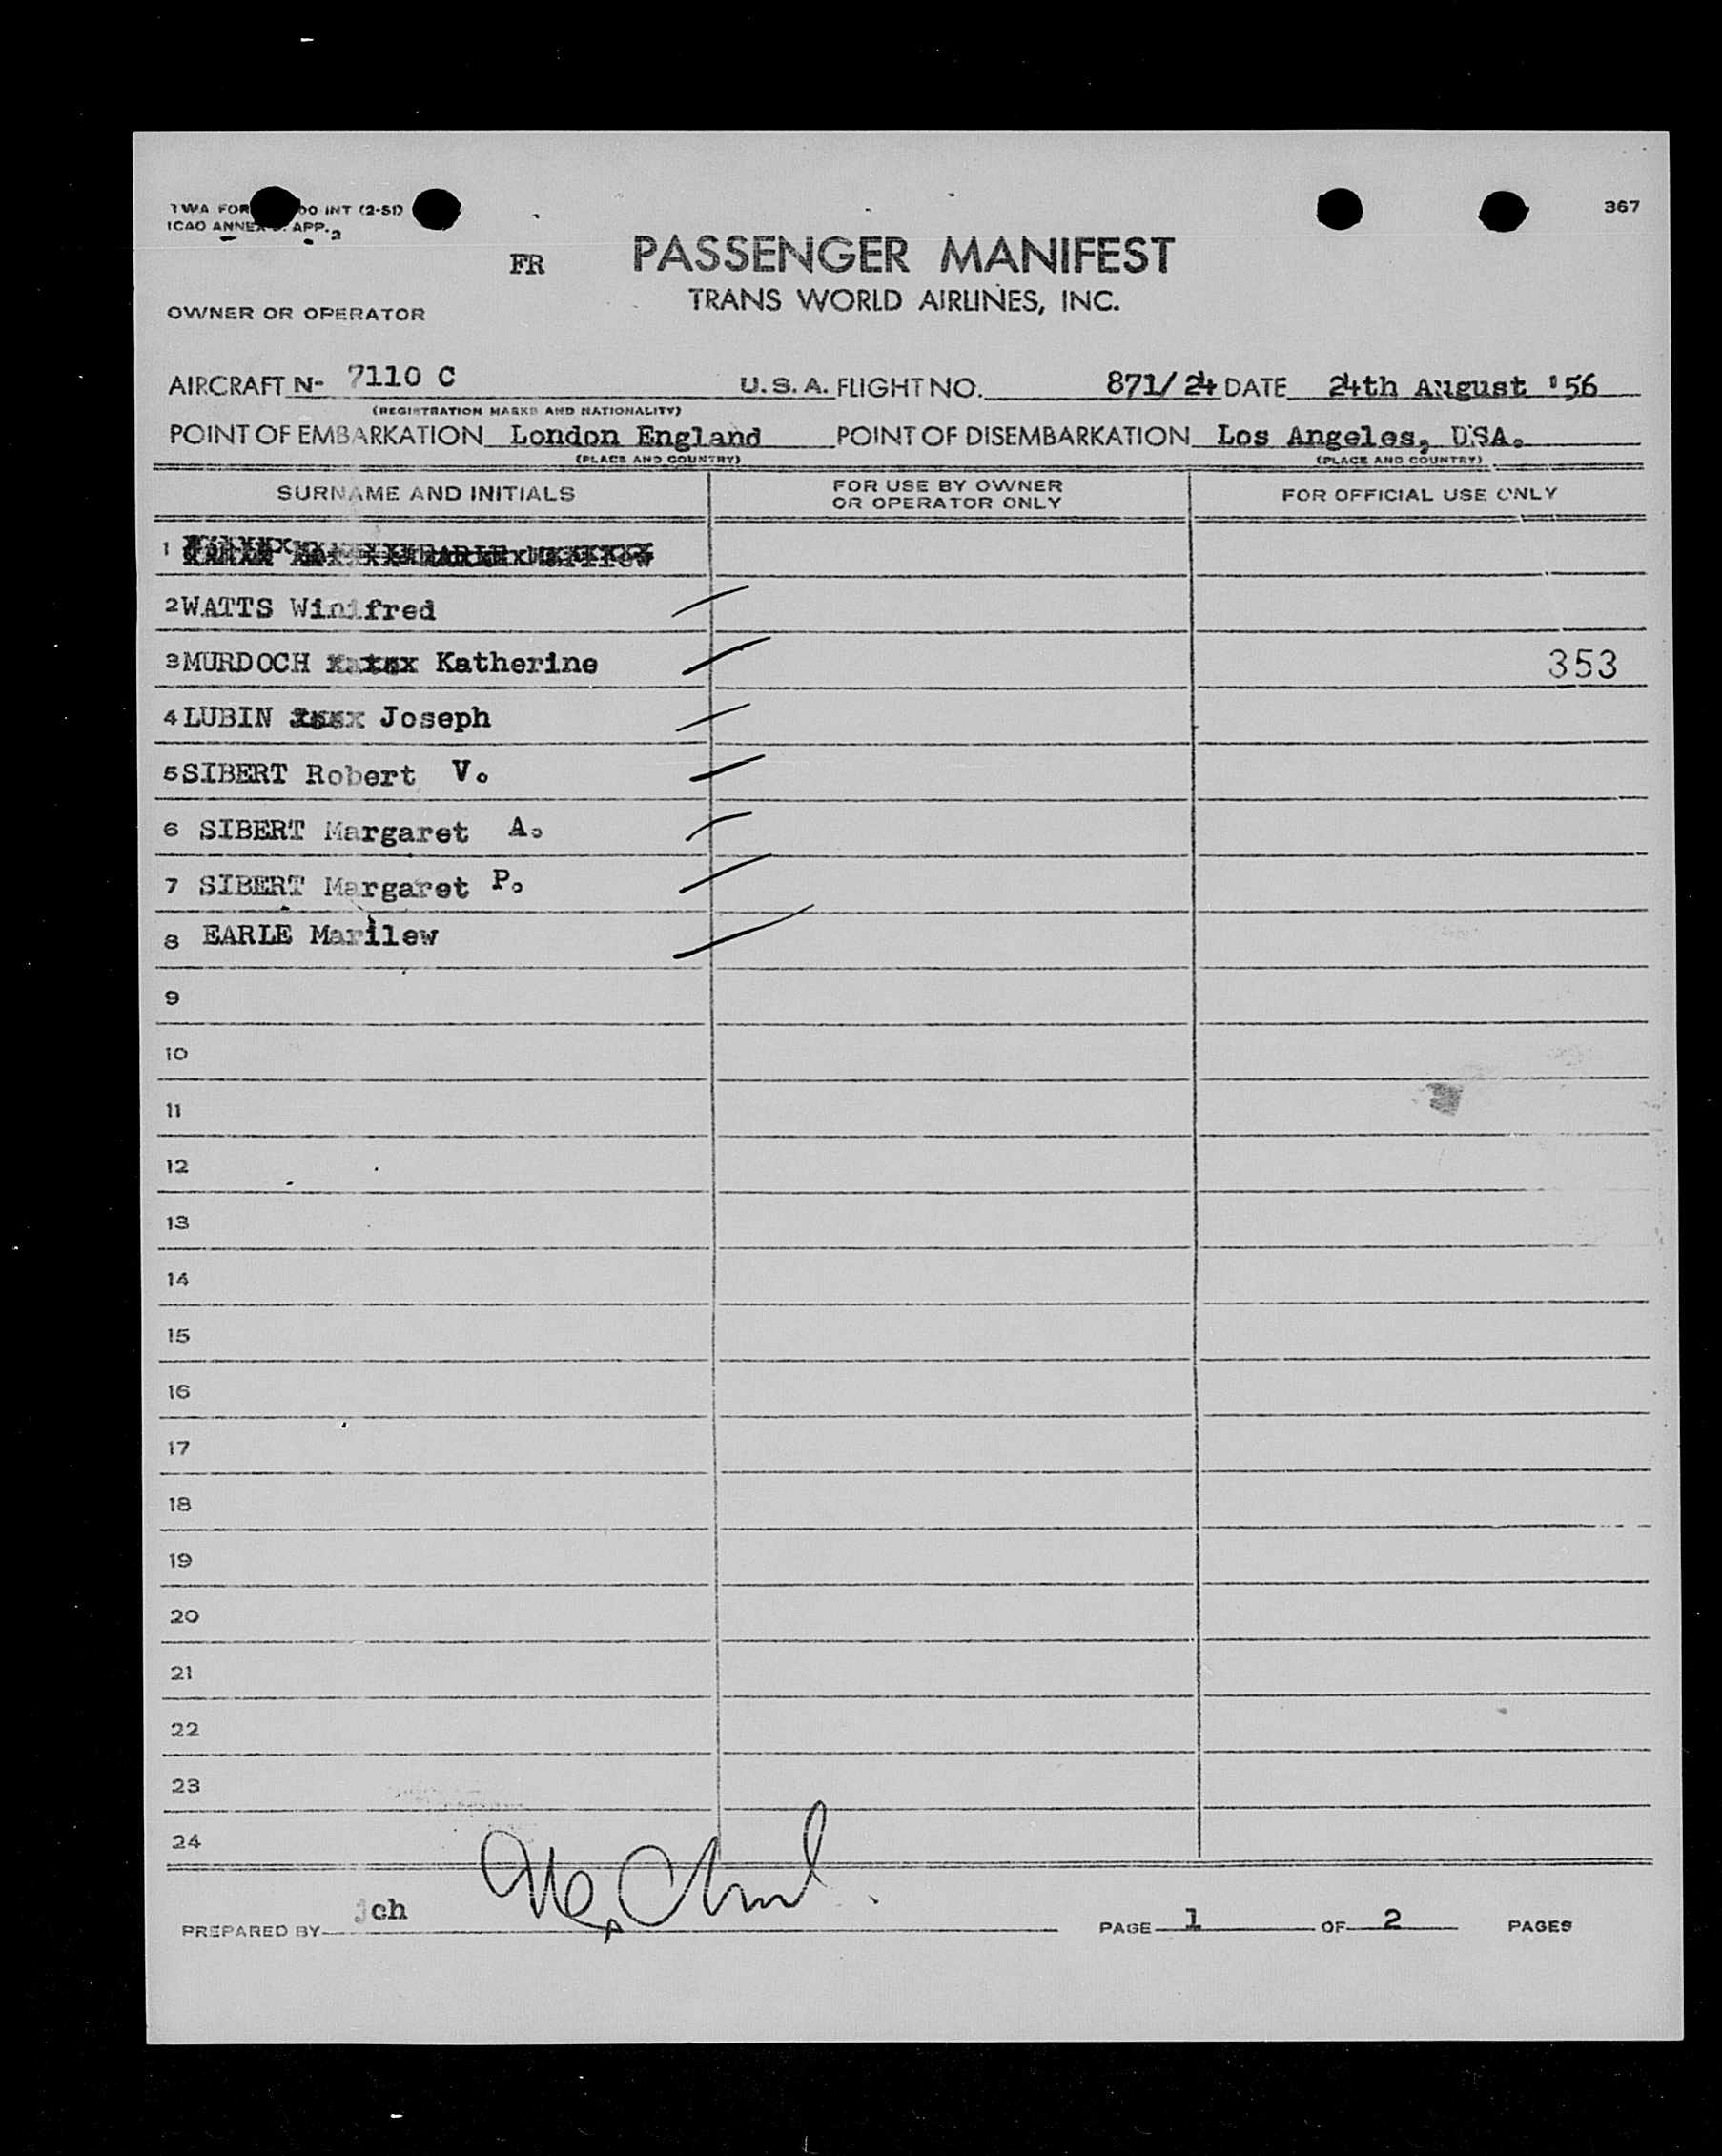 367
TWA FOR 00 INT (2-51)
ICAO ANNEX APP. 2
FR PASSENGER MANIFEST
TRANS WORLD AIRLINES, INC.
OWNER OR OPERATOR
AIRCRAFT N- 7110 C U.S.A. FLIGHT NO. 871/24 DATE 24th August '56
(REGISTRATION MARKS AND NATIONALITY)
POINT OF EMBARKATION London England POINT OF DISEMBARKATION Los Angeles, USA.
(PLACE AND COUNTRY) (PLACE AND COUNTRY)
SURNAME AND INITIALS FOR USE BY OWNER OR OPERATOR ONLY FOR OFFICIAL USE ONLY
1
2 WATTS Winifred
3 MURDOCH Katherine 353
4 LUBIN Joseph
5 SIBERT Robert V.
6 SIBERT Margaret A.
7 SIBERT Margaret P.
8 EARLE Marilew
9
10
11
12
13
14
15
16
17
18
19
20
21
22
23
24
PREPARED BY jch PAGE 1 OF 2 PAGES